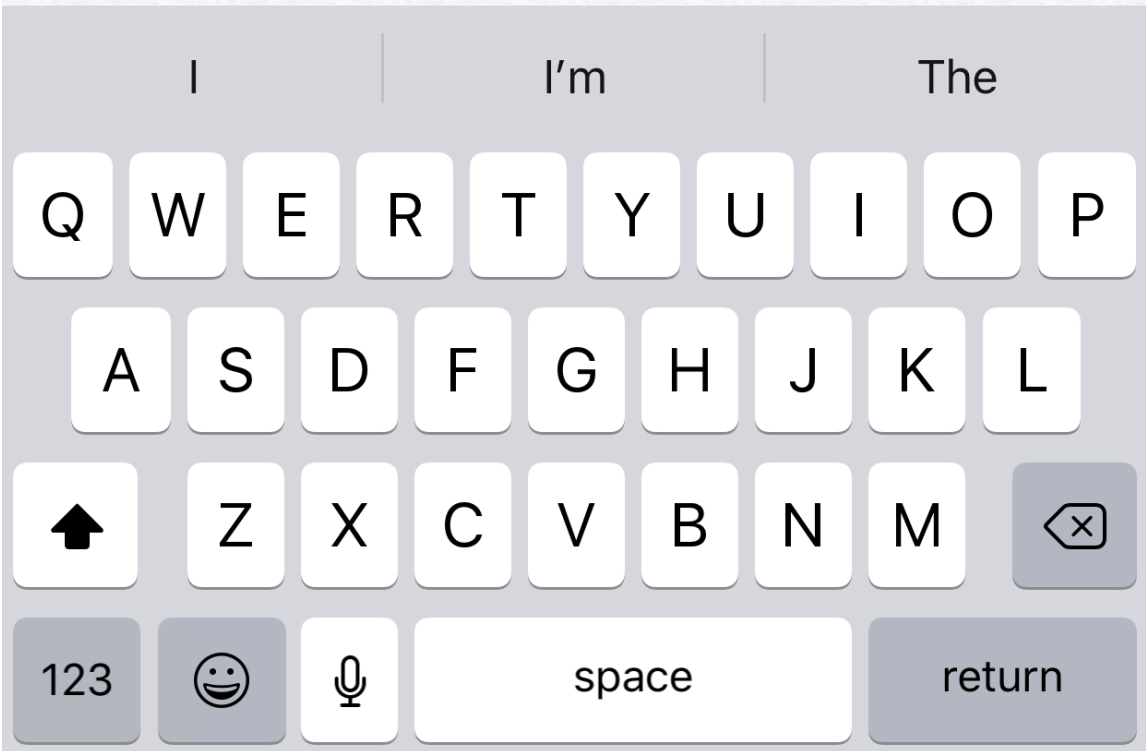 I I’m The
Q W E R T Y U I O P
A S D F G H J K L
Z X C V B N M
123 space return